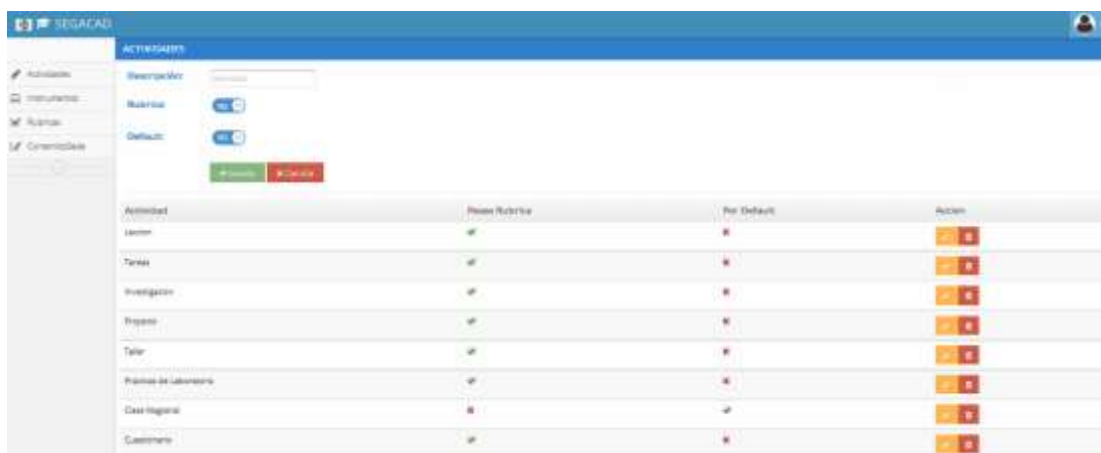 SEGACAD
ACTIVIDADES
Actividades
Descripción:
Instrumentos
Rubrica:
Rubricas
Default:
Actividad Posee Rubrica Por Default Accion
Leccion
Tareas
Investigacion
Proyecto
Taller
Practicas de Laboratorio
Clase Magistral
Cuestionario